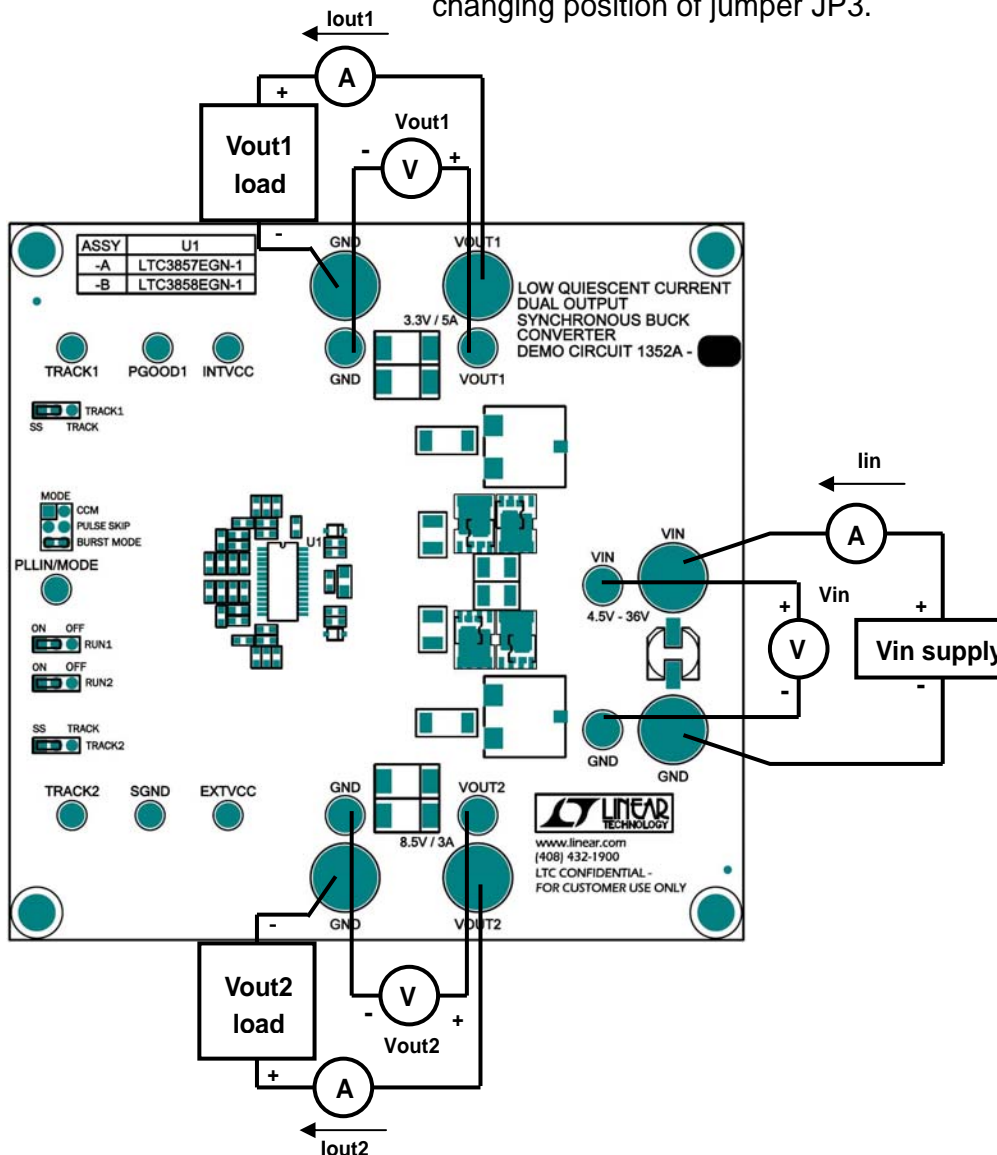 changing position of jumper JP3.
Iout1
A
+
Vout1
load
-
Vout1
-
V
+
ASSY U1
-A LTC3857EGN-1
-B LTC3858EGN-1
GND
VOUT1
LOW QUIESCENT CURRENT
DUAL OUTPUT
SYNCHRONOUS BUCK
CONVERTER
DEMO CIRCUIT 1352A -
3.3V / 5A
TRACK1
PGOOD1
INTVCC
GND
VOUT1
TRACK1
SS TRACK
MODE
CCM
PULSE SKIP
BURST MODE
U1
PLLIN/MODE
ON OFF
RUN1
ON OFF
RUN2
SS TRACK
TRACK2
Iin
A
VIN
VIN
4.5V - 36V
Vin
+
V
-
+
Vin supply
-
GND
GND
TRACK2
SGND
EXTVCC
GND
VOUT2
8.5V / 3A
LINEAR
TECHNOLOGY
www.linear.com
(408) 432-1900
LTC CONFIDENTIAL -
FOR CUSTOMER USE ONLY
GND
VOUT2
-
Vout2
load
+
-
V
+
Vout2
A
Iout2